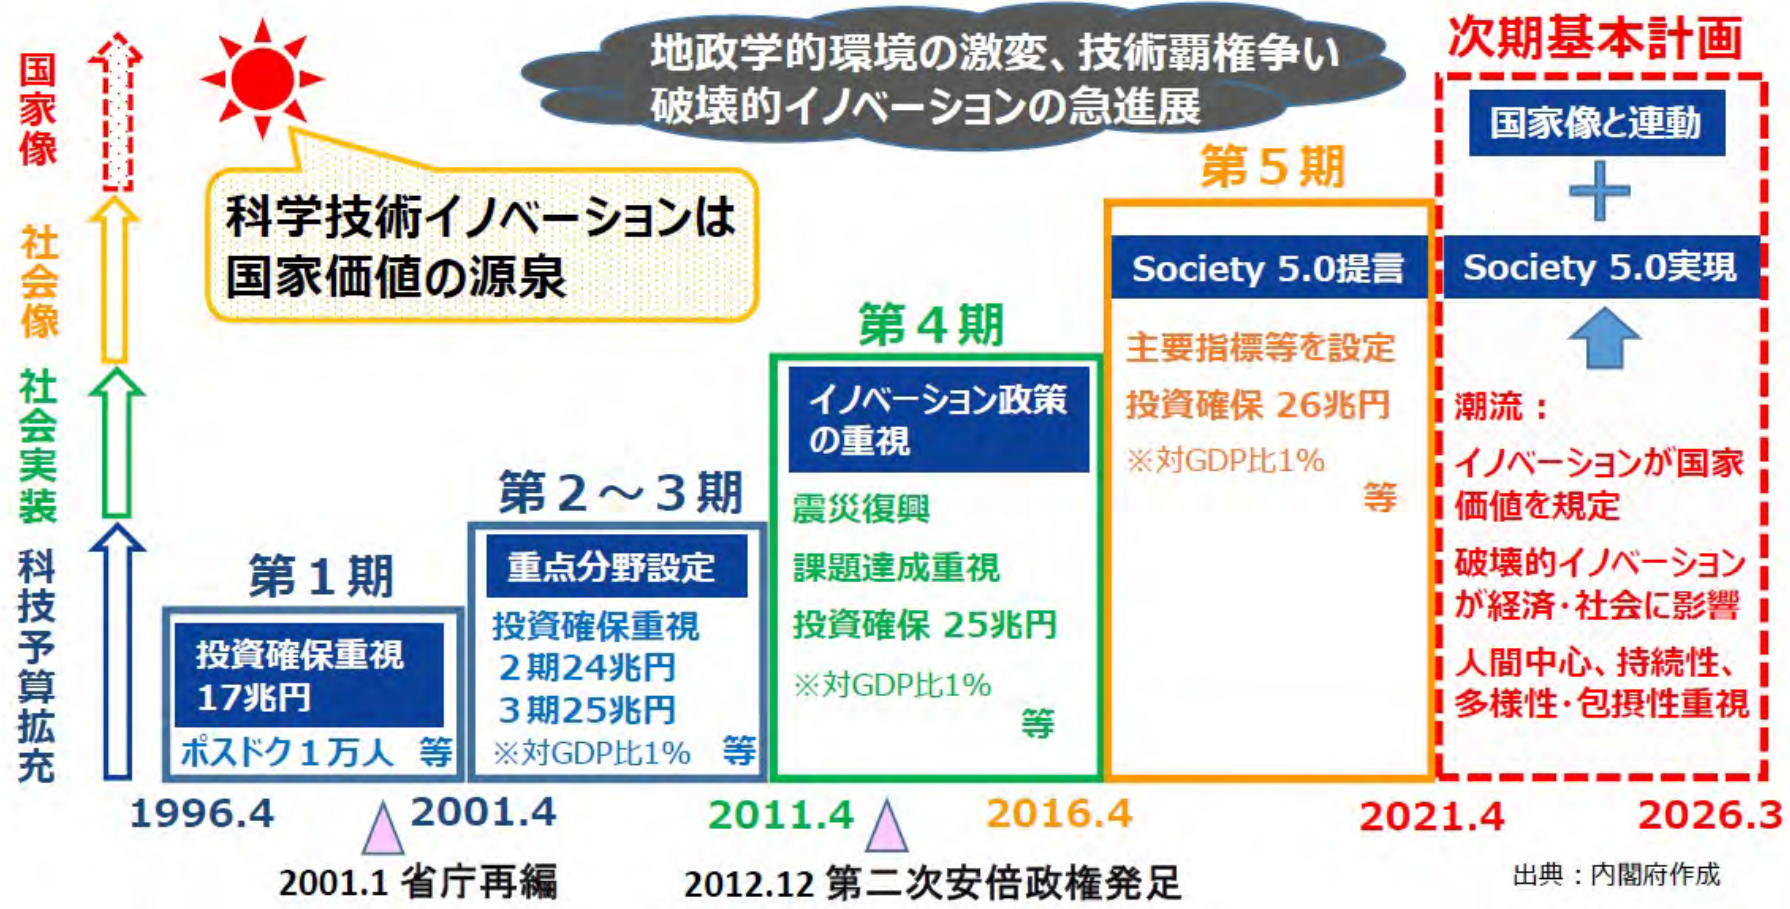 国家像
社会像
社会実装
科技予算拡充
地政学的環境の激変、技術覇権争い
破壊的イノベーションの急進展
科学技術イノベーションは
国家価値の源泉
第1期
投資確保重視
17兆円
ポスドク1万人 等
第2～3期
重点分野設定
投資確保重視
2期24兆円
3期25兆円
※対GDP比1% 等
第4期
イノベーション政策
の重視
震災復興
課題達成重視
投資確保 25兆円
※対GDP比1%
等
第5期
Society 5.0提言
主要指標等を設定
投資確保 26兆円
※対GDP比1%
等
次期基本計画
国家像と連動
Society 5.0実現
潮流：
イノベーションが国家
価値を規定
破壊的イノベーション
が経済・社会に影響
人間中心、持続性、
多様性・包摂性重視
1996.4
2001.4
2011.4
2016.4
2021.4
2026.3
2001.1 省庁再編
2012.12 第二次安倍政権発足
出典：内閣府作成